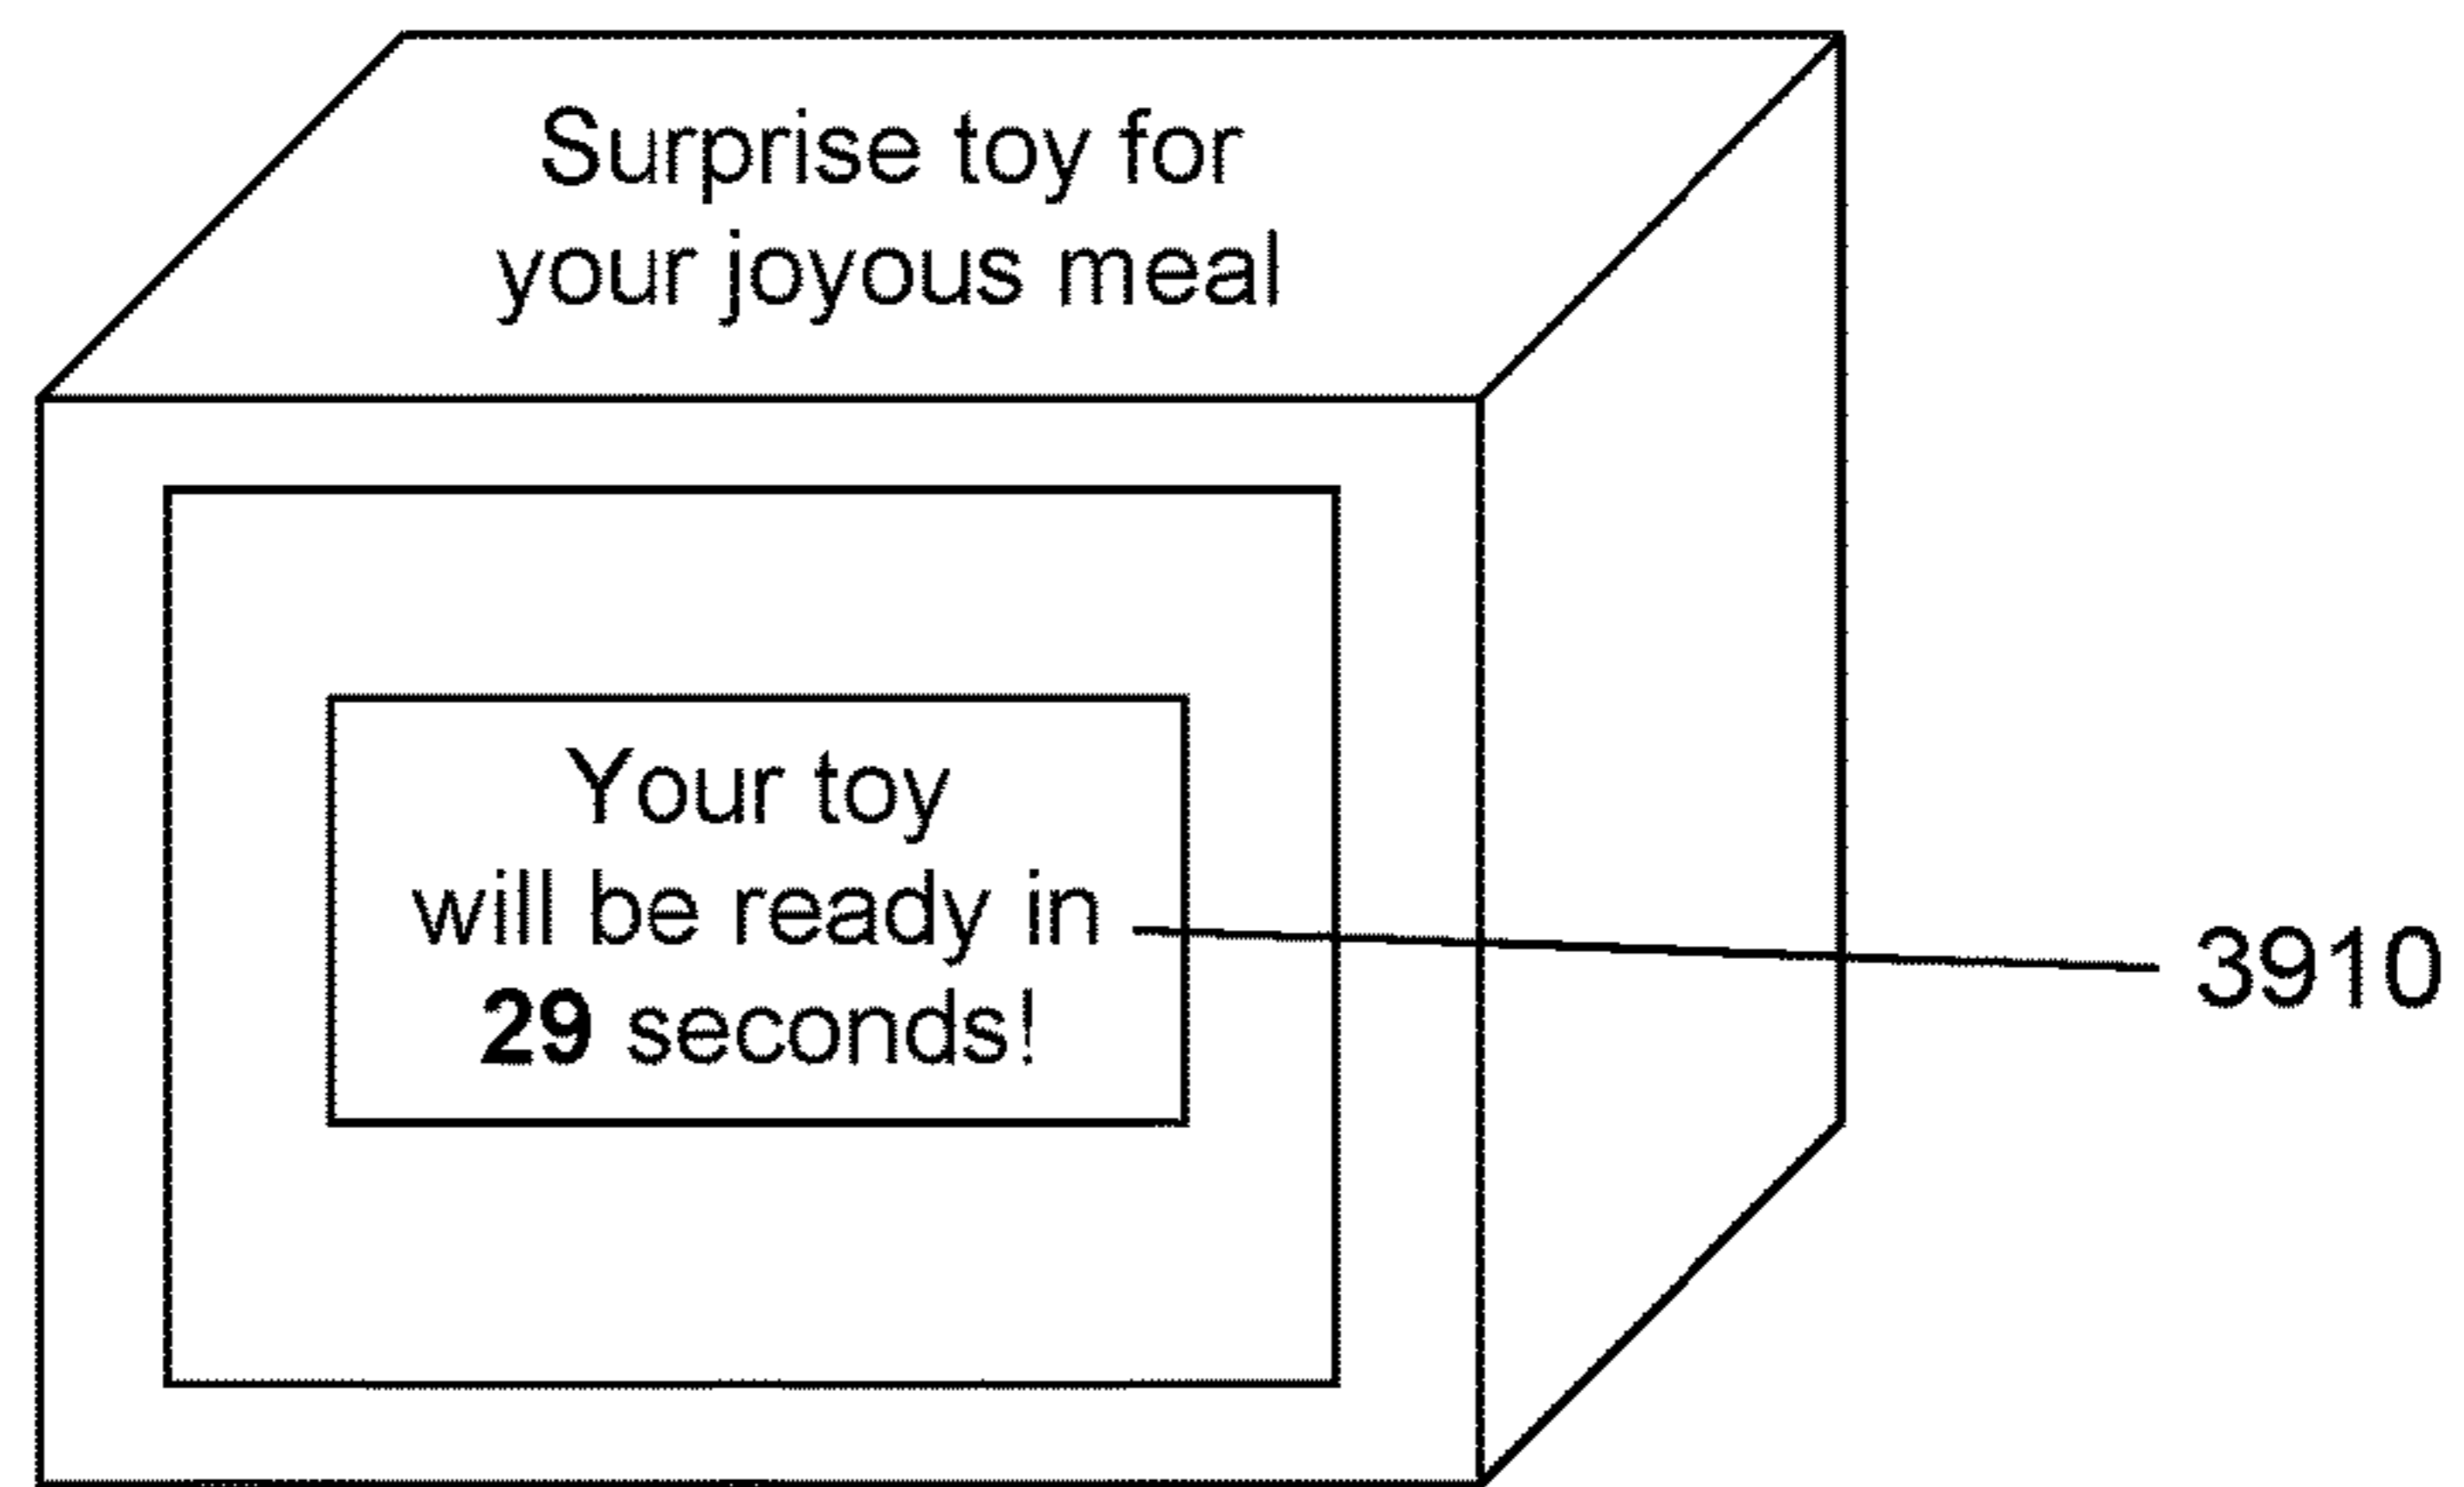 Surprise toy for
your joyous meal
Your toy
will be ready in
29 seconds!
3910